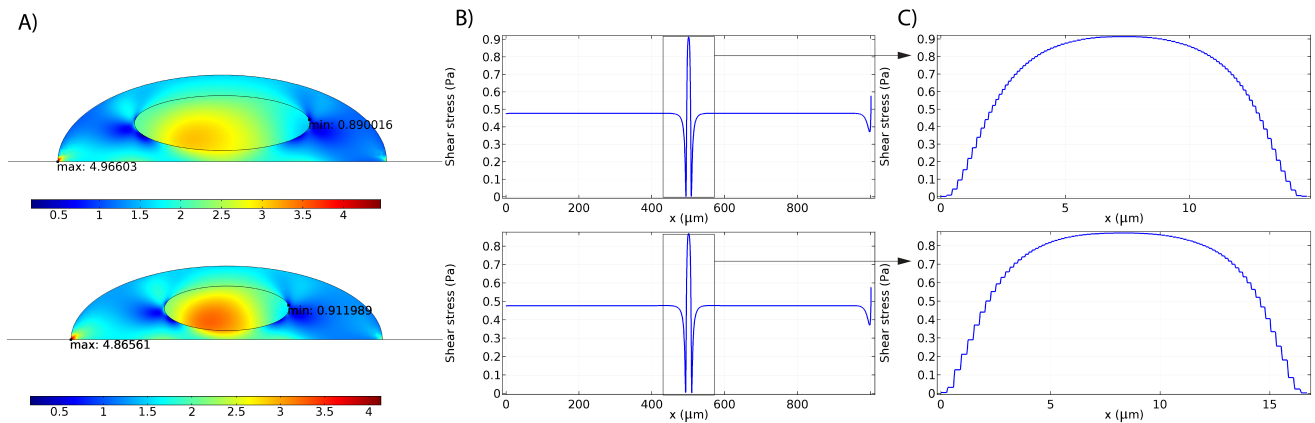 A)
min: 0.890016
max: 4.96603
0.5 1 1.5 2 2.5 3 3.5 4
min: 0.911989
max: 4.86561
0.5 1 1.5 2 2.5 3 3.5 4
B)
Shear stress (Pa)
0.9
0.8
0.7
0.6
0.5
0.4
0.3
0.2
0.1
0
0 200 400 600 800
x (μm)
Shear stress (Pa)
0.8
0.7
0.6
0.5
0.4
0.3
0.2
0.1
0
0 200 400 600 800
x (μm)
C)
Shear stress (Pa)
0.9
0.8
0.7
0.6
0.5
0.4
0.3
0.2
0.1
0
0 5 10
x (μm)
Shear stress (Pa)
0.8
0.7
0.6
0.5
0.4
0.3
0.2
0.1
0
0 5 10 15
x (μm)